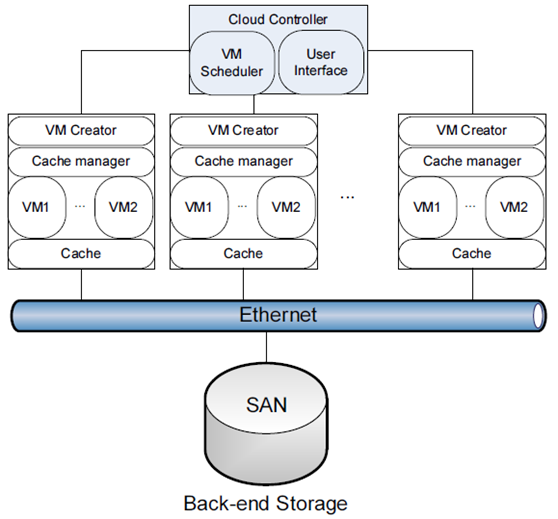 Cloud Controller
VM
Scheduler
User
Interface
VM Creator
Cache manager
VM1
...
VM2
Cache
VM Creator
Cache manager
VM1
...
VM2
Cache
...
VM Creator
Cache manager
VM1
...
VM2
Cache
Ethernet
SAN
Back-end Storage